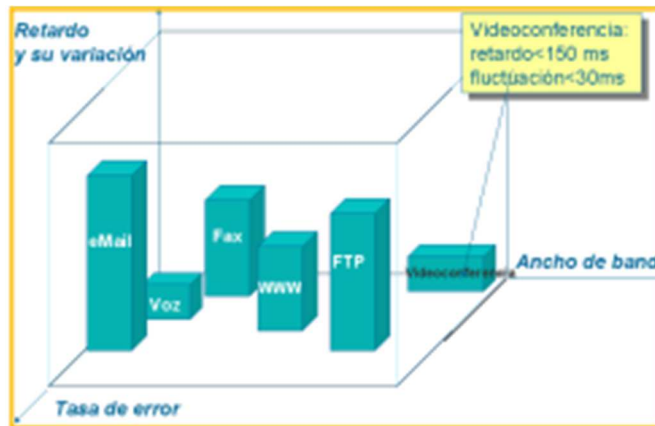 Retardo
y su variación
Videoconferencia:
retardo<150 ms
fluctuación<30ms
eMail
Voz
Fax
WWW
FTP
Videoconferencia
Ancho de band
Tasa de error